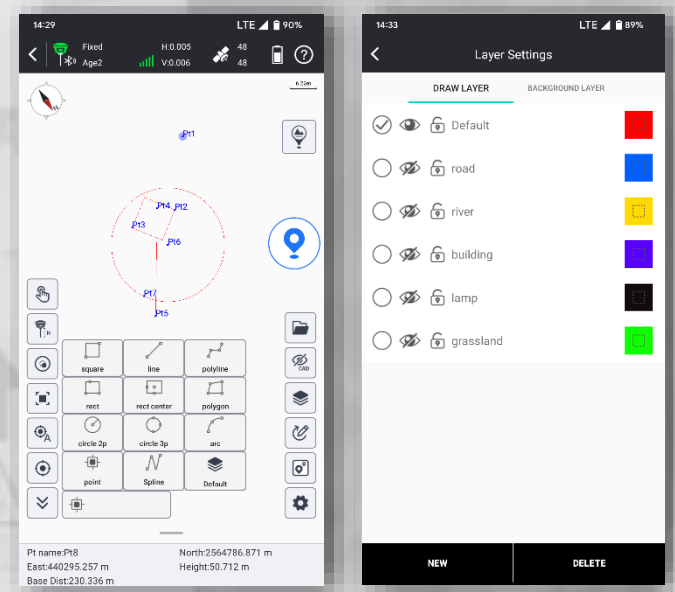 14:29
LTE 90%
Fixed
H:0.005
48
Age2
V:0.006
48
6.22m
N
Pt1
Pt4
Pt2
Pt3
Pt6
Pt7
Pt5
H
CAD
A
square
line
polyline
rect
rect center
polygon
circle 2p
circle 3p
arc
point
Spline
Default
Pt name:Pt8
North:2564786.871 m
East:440295.257 m
Height:50.712 m
Base Dist:230.336 m
14:33
LTE 89%
Layer Settings
DRAW LAYER
BACKGROUND LAYER
Default
road
river
building
lamp
grassland
NEW
DELETE